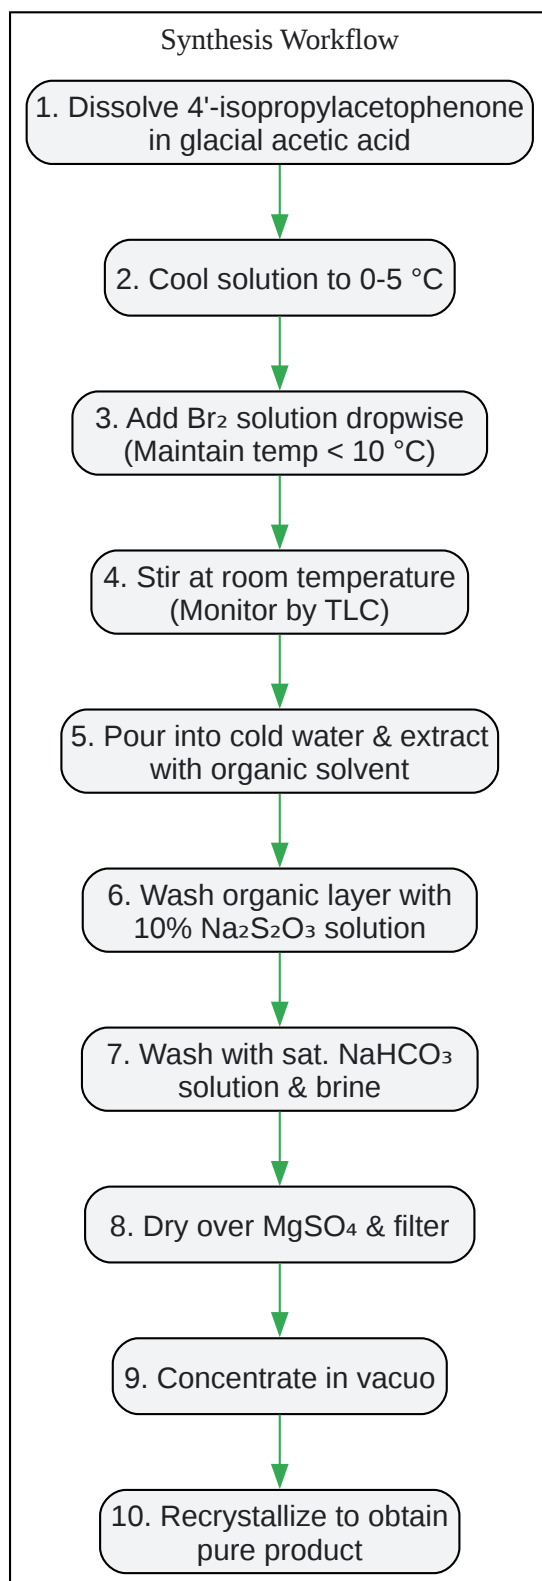 Synthesis Workflow
1. Dissolve 4'-isopropylacetophenone
in glacial acetic acid
2. Cool solution to 0-5 °C
3. Add Br₂ solution dropwise
(Maintain temp < 10 °C)
4. Stir at room temperature
(Monitor by TLC)
5. Pour into cold water & extract
with organic solvent
6. Wash organic layer with
10% Na₂S₂O₃ solution
7. Wash with sat. NaHCO₃
solution & brine
8. Dry over MgSO₄ & filter
9. Concentrate in vacuo
10. Recrystallize to obtain
pure product